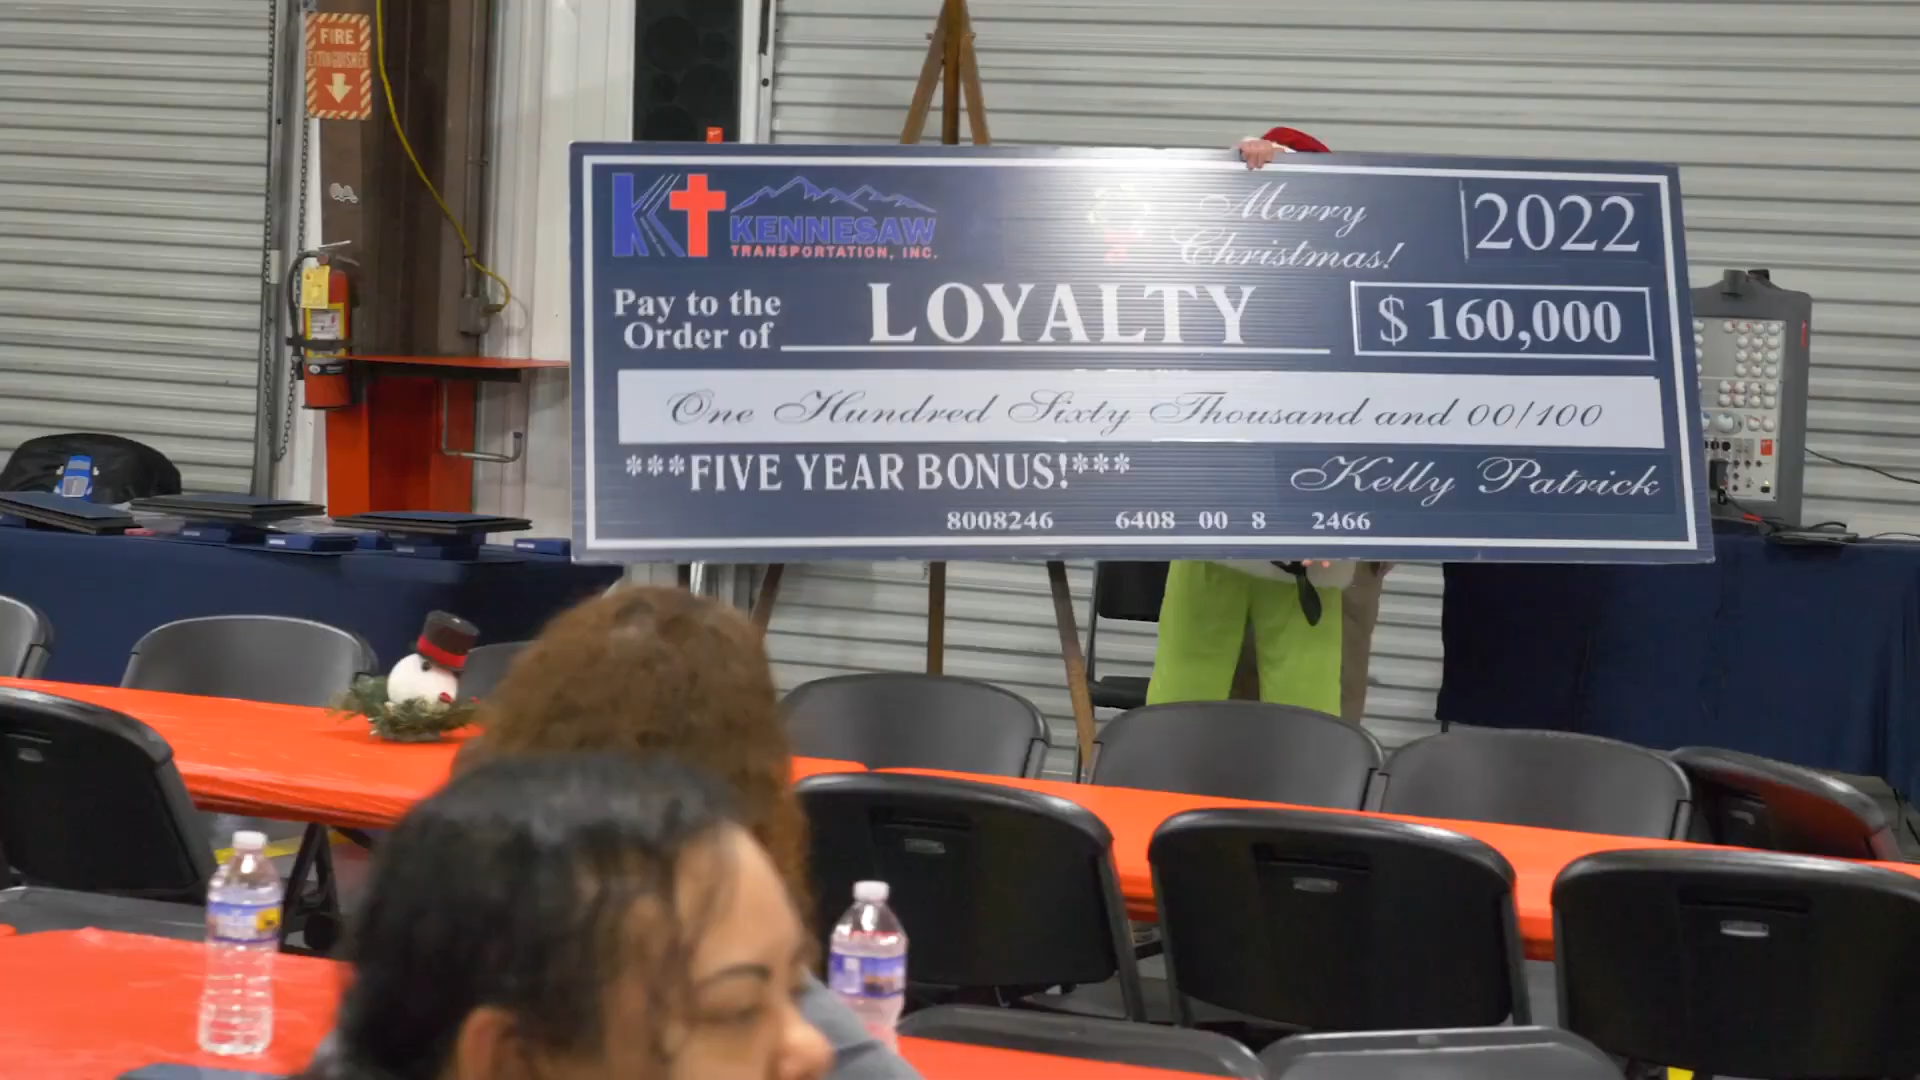 FIRE
EXTINGUISHER
KT
KENNESAW
TRANSPORTATION, INC.
Merry
Christmas!
2022
Pay to the
Order of
LOYALTY
$ 160,000
One Hundred Sixty Thousand and 00/100
***FIVE YEAR BONUS!***
Kelly Patrick
8008246 6408 00 8 2466